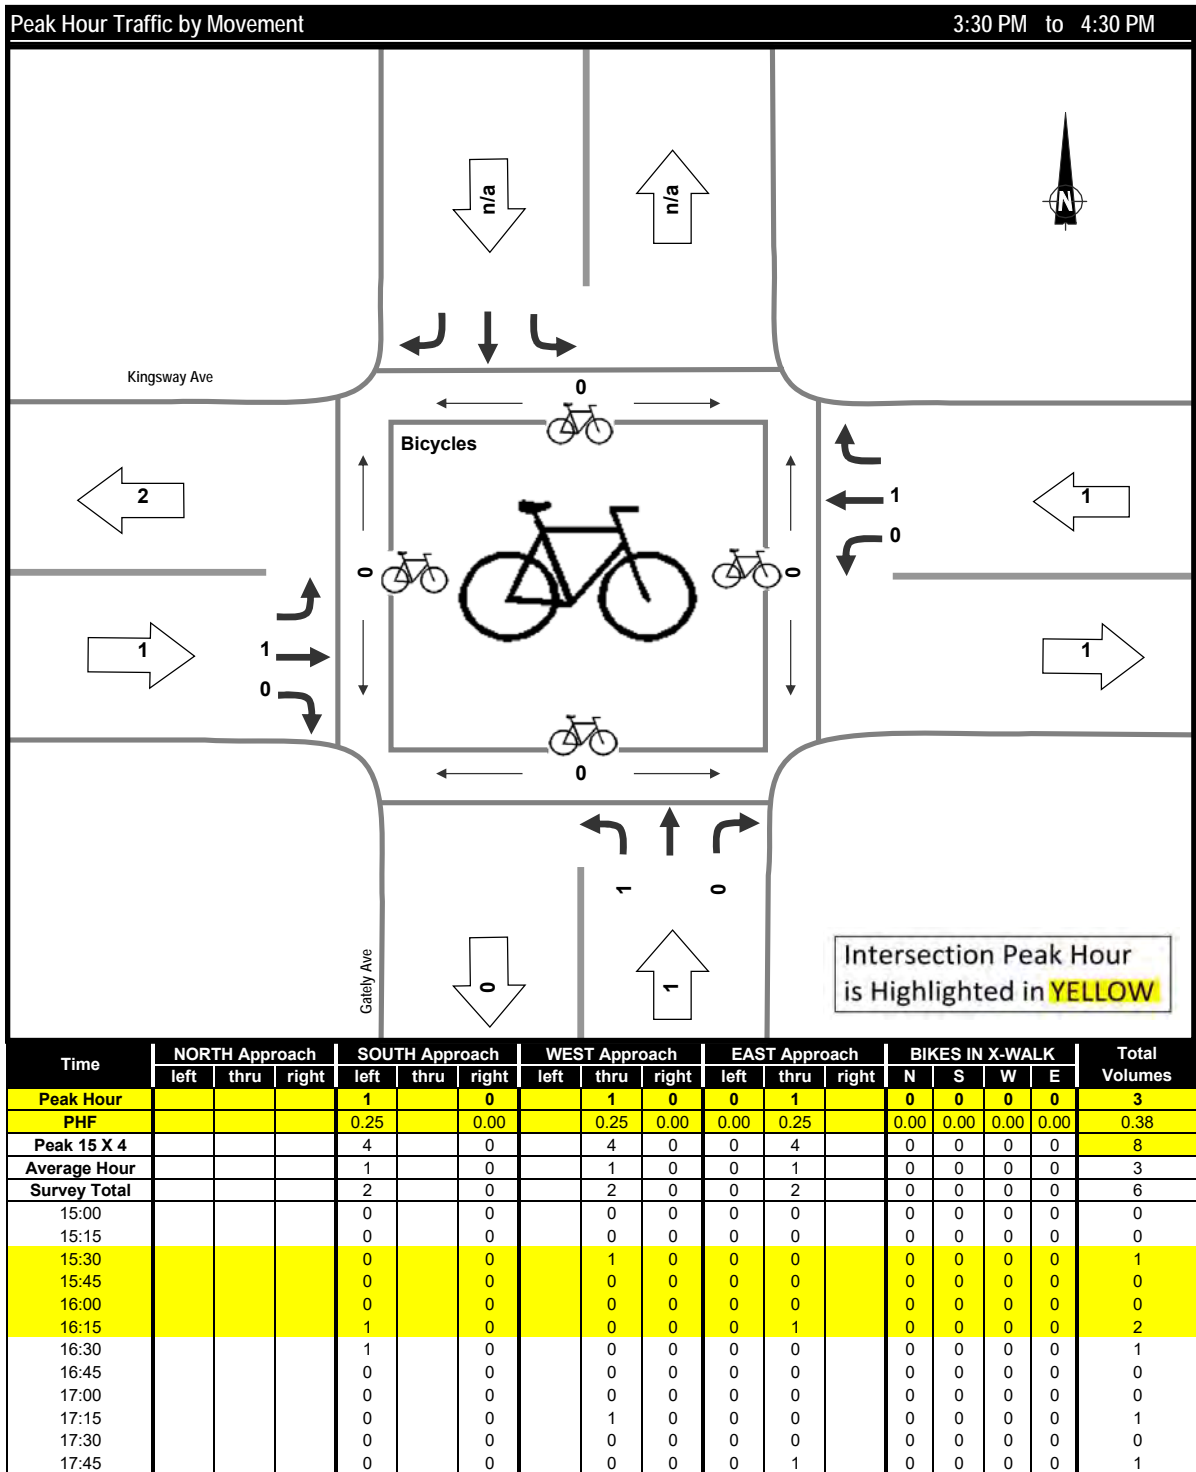 Peak Hour Traffic by Movement 3:30 PM to 4:30 PM
n/a n/a
N
Kingsway Ave
0
Bicycles
2 1 1
0
0 0
1 1 1
0
0
1 0
Gately Ave
0 1
Intersection Peak Hour
is Highlighted in YELLOW
Time NORTH Approach SOUTH Approach WEST Approach EAST Approach BIKES IN X-WALK Total
left thru right left thru right left thru right left thru right N S W E Volumes
Peak Hour 1 0 1 0 0 1 0 0 0 0 3
PHF 0.25 0.00 0.25 0.00 0.00 0.25 0.00 0.00 0.00 0.00 0.38
Peak 15 X 4 4 0 4 0 0 4 0 0 0 0 8
Average Hour 1 0 1 0 0 1 0 0 0 0 3
Survey Total 2 0 2 0 0 2 0 0 0 0 6
15:00 0 0 0 0 0 0 0 0 0 0 0
15:15 0 0 0 0 0 0 0 0 0 0 0
15:30 0 0 1 0 0 0 0 0 0 0 1
15:45 0 0 0 0 0 0 0 0 0 0 0
16:00 0 0 0 0 0 0 0 0 0 0 0
16:15 1 0 0 0 0 1 0 0 0 0 2
16:30 1 0 0 0 0 0 0 0 0 0 1
16:45 0 0 0 0 0 0 0 0 0 0 0
17:00 0 0 0 0 0 0 0 0 0 0 0
17:15 0 0 1 0 0 0 0 0 0 0 1
17:30 0 0 0 0 0 0 0 0 0 0 0
17:45 0 0 0 0 0 1 0 0 0 0 1